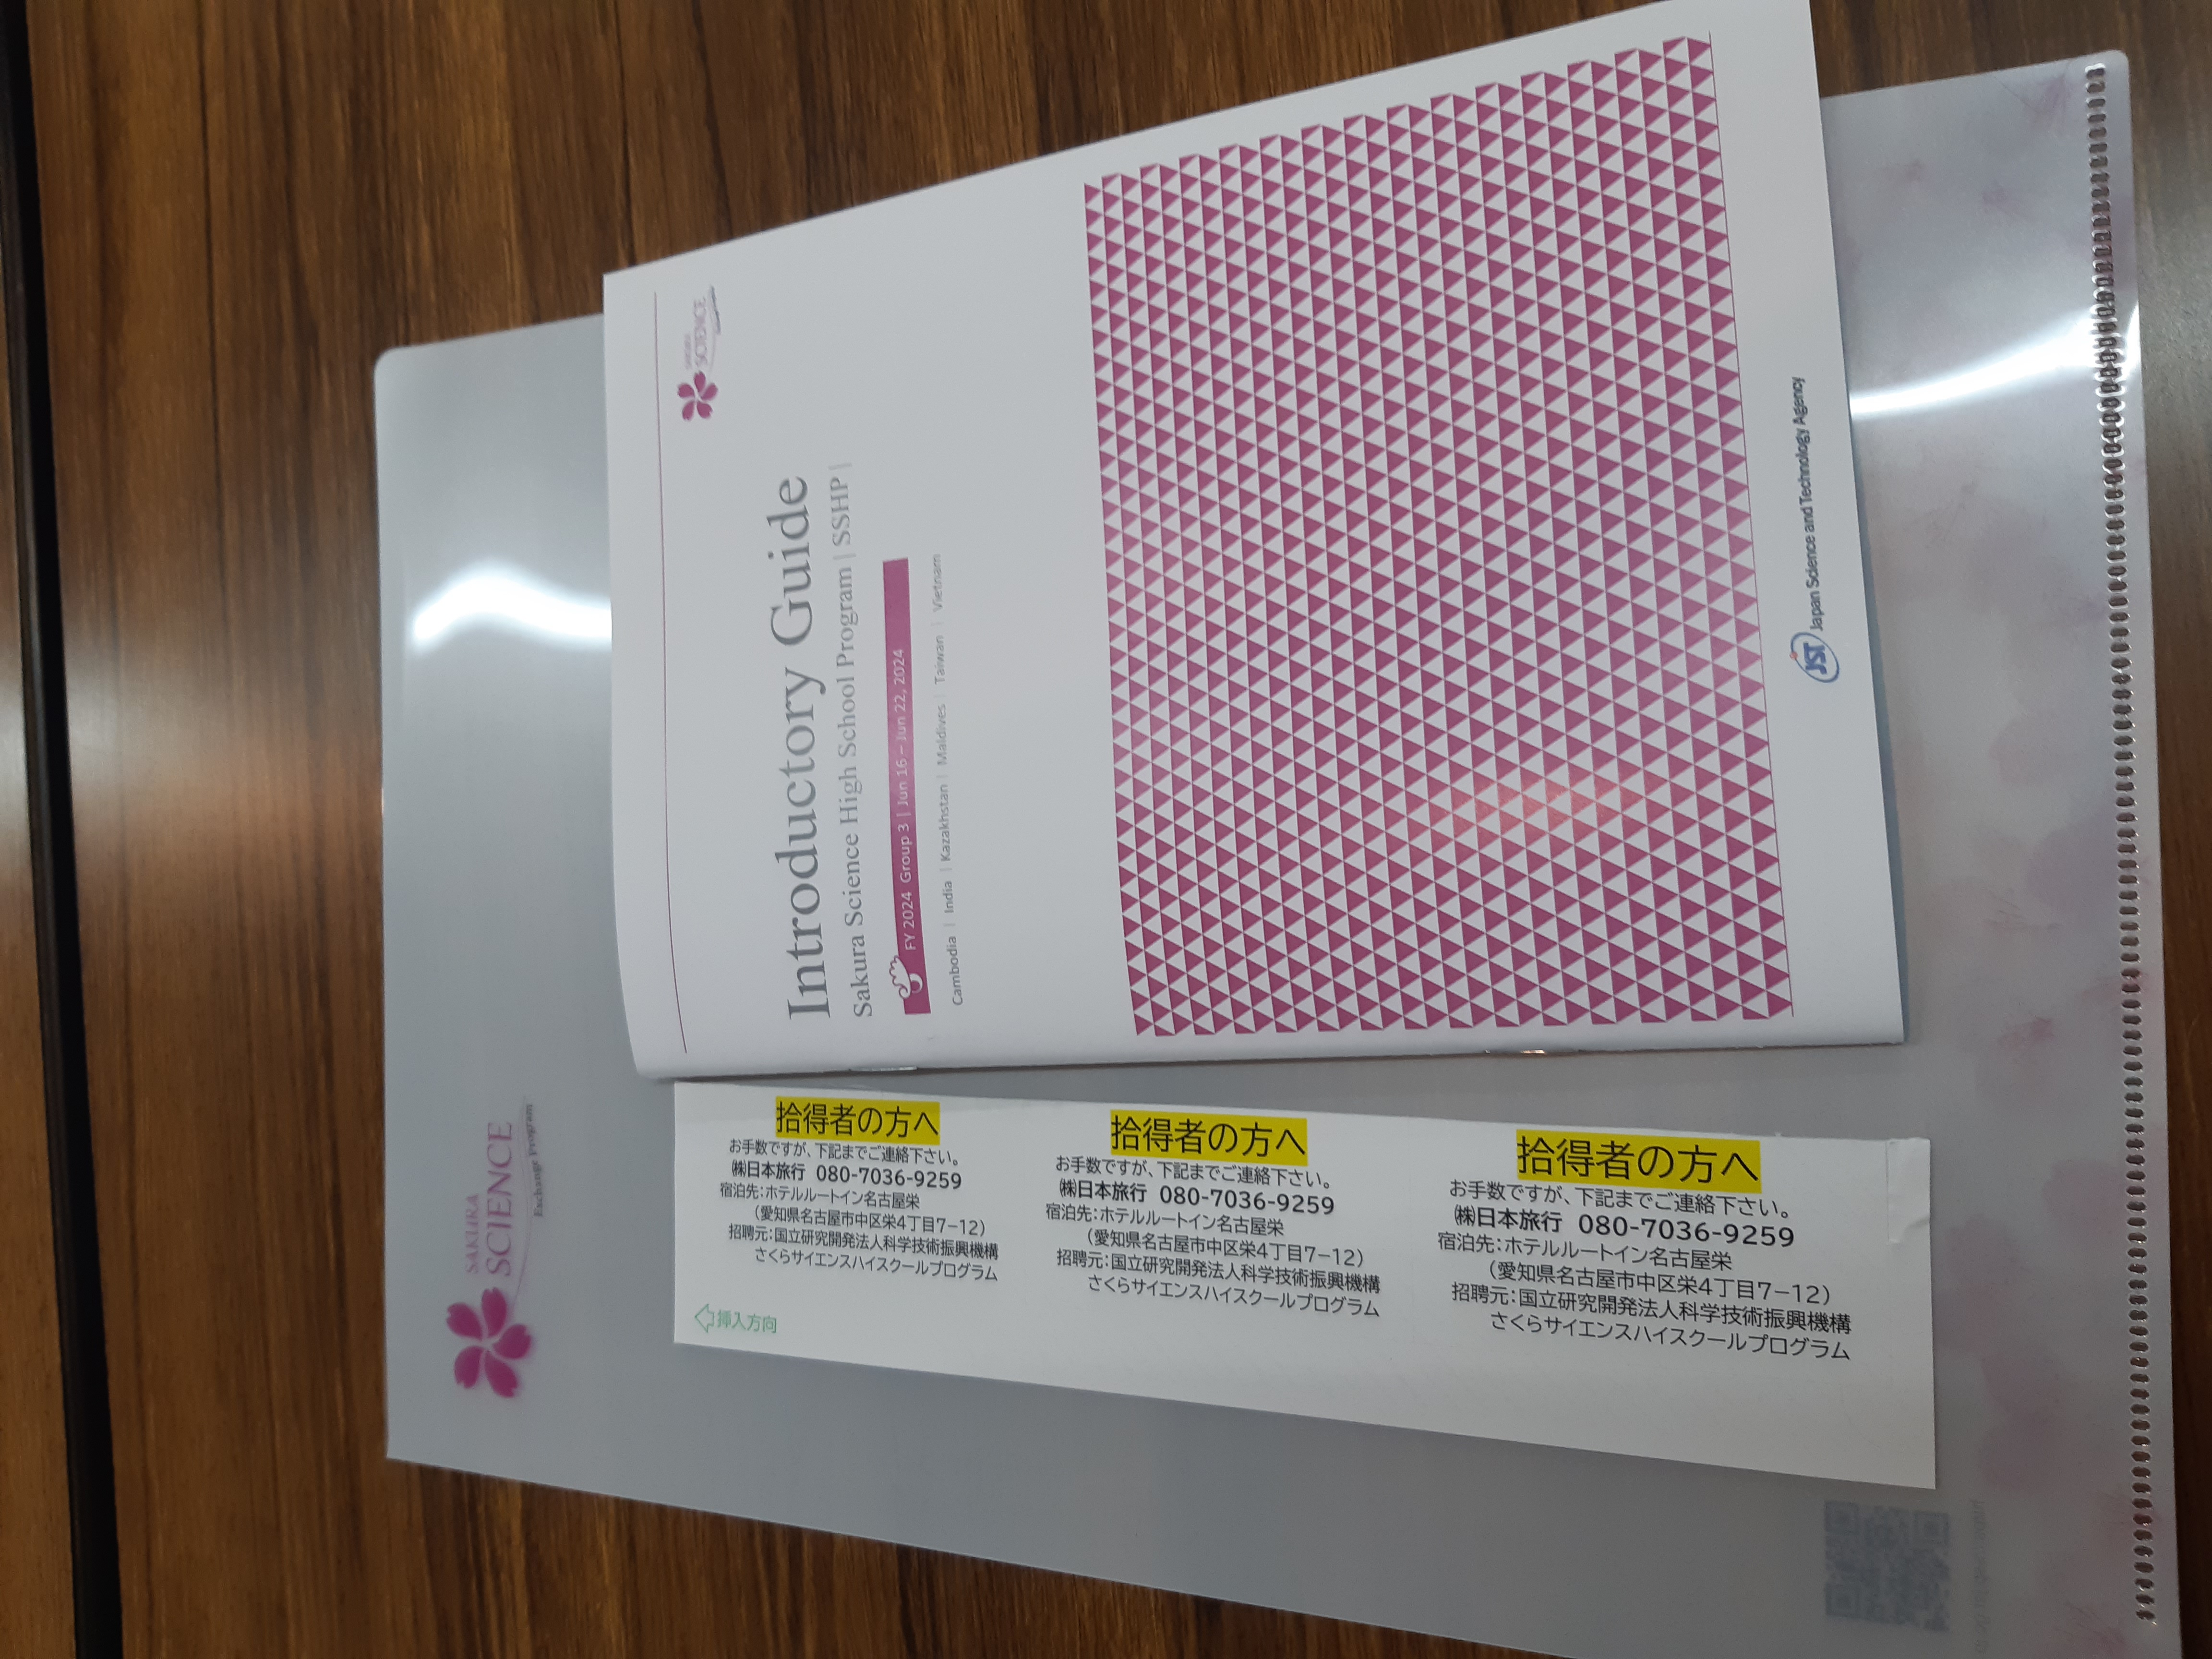 SAKURA
SCIENCE
Exchange Program
挿入方向
拾得者の方へ
お手数ですが、下記までご連絡下さい。
㈱日本旅行 080-7036-9259
宿泊先:ホテルルートイン名古屋栄
(愛知県名古屋市中区栄4丁目7-12)
招聘元:国立研究開発法人科学技術振興機構
さくらサイエンスハイスクールプログラム
拾得者の方へ
お手数ですが、下記までご連絡下さい。
㈱日本旅行 080-7036-9259
宿泊先:ホテルルートイン名古屋栄
(愛知県名古屋市中区栄4丁目7-12)
招聘元:国立研究開発法人科学技術振興機構
さくらサイエンスハイスクールプログラム
拾得者の方へ
お手数ですが、下記までご連絡下さい。
㈱日本旅行 080-7036-9259
宿泊先:ホテルルートイン名古屋栄
(愛知県名古屋市中区栄4丁目7-12)
招聘元:国立研究開発法人科学技術振興機構
さくらサイエンスハイスクールプログラム
SAKURA
SCIENCE
Introductory Guide
Sakura Science High School Program | SSHP |
FY 2024 Group 3 | Jun 16 – Jun 22, 2024
Cambodia | India | Kazakhstan | Maldives | Taiwan | Vietnam
JST Japan Science and Technology Agency